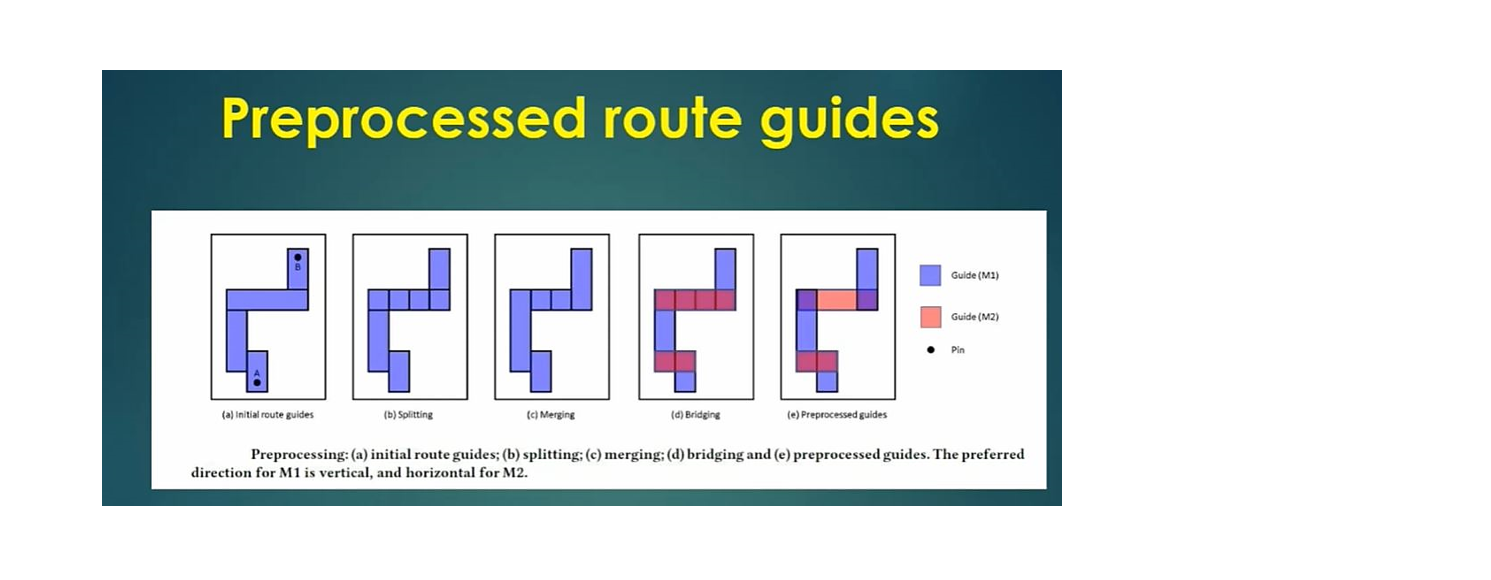 Preprocessed route guides
B
A
Guide (M1)
Guide (M2)
Pin
(a) Initial route guides
(b) Splitting
(c) Merging
(d) Bridging
(e) Preprocessed guides
Preprocessing: (a) initial route guides; (b) splitting; (c) merging; (d) bridging and (e) preprocessed guides. The preferred
direction for M1 is vertical, and horizontal for M2.